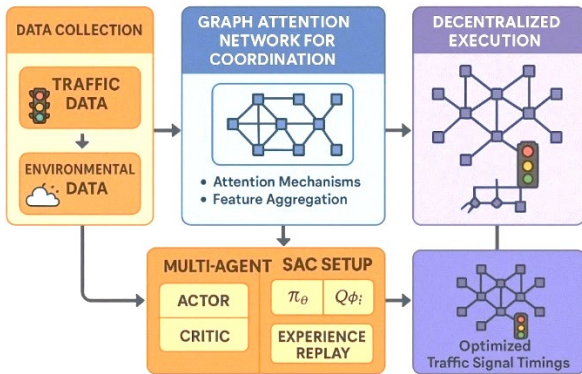 DATA COLLECTION
TRAFFIC
DATA
ENVIRONMENTAL
DATA
GRAPH ATTENTION
NETWORK FOR
COORDINATION
• Attention Mechanisms
• Feature Aggregation
DECENTRALIZED
EXECUTION
MULTI-AGENT SAC SETUP
ACTOR
CRITIC
πθ
Qϕi
EXPERIENCE
REPLAY
Optimized
Traffic Signal Timings